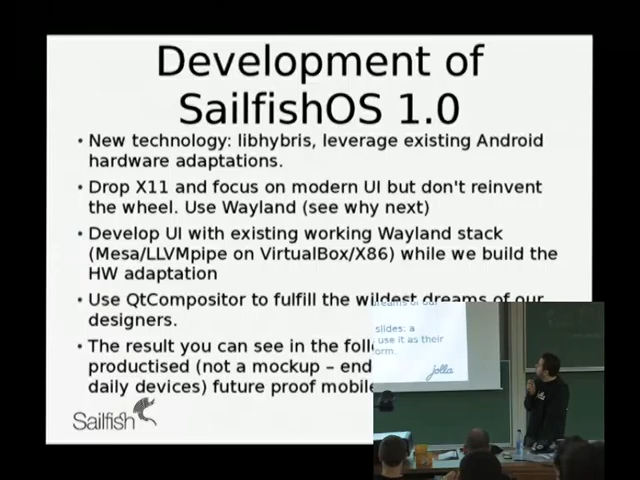 Development of
SailfishOS 1.0
• New technology: libhybris, leverage existing Android
hardware adaptations.
• Drop X11 and focus on modern UI but don't reinvent
the wheel. Use Wayland (see why next)
• Develop UI with existing working Wayland stack
(Mesa/LLVMpipe on VirtualBox/X86) while we build the
HW adaptation
• Use QtCompositor to fulfill the wildest dreams of our
designers.
• The result you can see in the
productised (not a mockup – end
daily devices) future proof
Sailfish
dreams of our
slides: a
use it as their
jolla